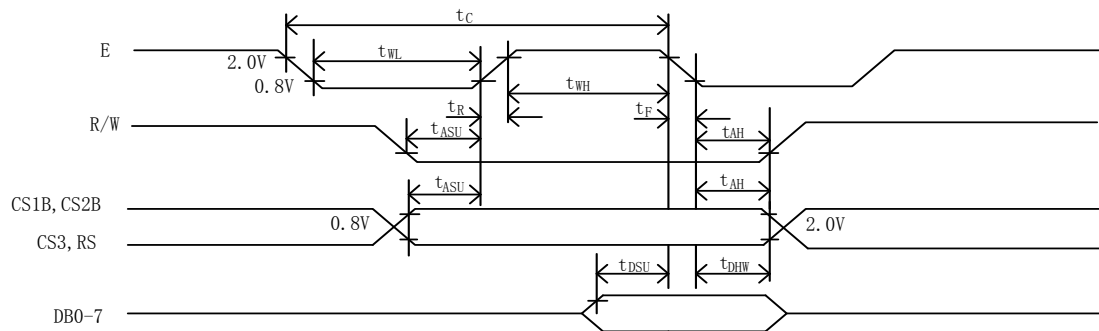 tC
E
2.0V
tWL
0.8V
tWH
tR
tF
R/W
tASU
tAH
tASU
tAH
CS1B,CS2B
0.8V
2.0V
CS3,RS
tDSU
tDHW
DB0-7